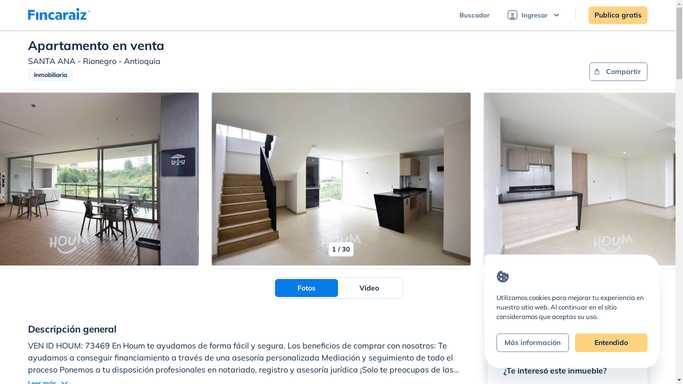 Fincaraiz
Buscador
Ingresar
Publica gratis
Apartamento en venta
SANTA ANA - Rionegro - Antioquia
Inmobiliaria
Compartir
HOUM
HOUM
HOUM
1 / 30
Fotos
Video
Utilizamos cookies para mejorar tu experiencia en
nuestro sitio web. Al continuar en el sitio
consideramos que aceptas su uso.
Más información
Entendido
Descripción general
VEN ID HOUM: 73469 En Houm te ayudamos de forma fácil y segura. Los beneficios de comprar con nosotros: Te
ayudamos a conseguir financiamiento a través de una asesoría personalizada Mediación y seguimiento de todo el
proceso Ponemos a tu disposición profesionales en notariado, registro y asesoría jurídica ¡Solo te preocupas de las...
Leer más
¿Te interesó este inmueble?